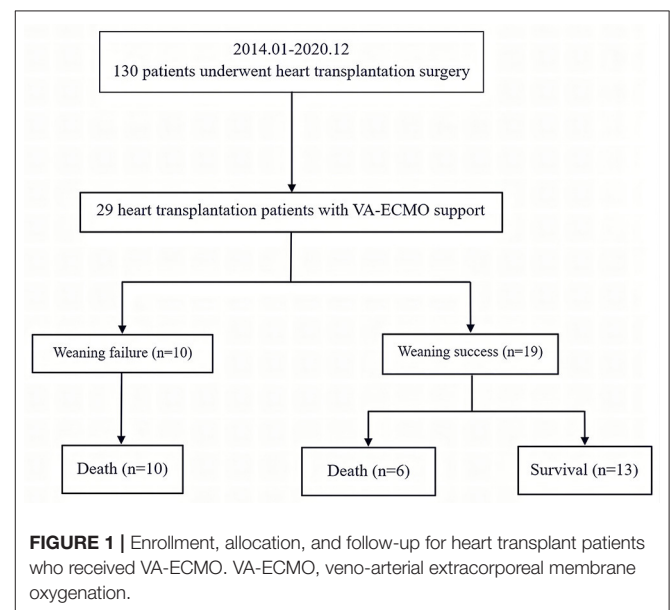 2014.01-2020.12
130 patients underwent heart transplantation surgery
29 heart transplantation patients with VA-ECMO support
Weaning failure (n=10)
Weaning success (n=19)
Death (n=10)
Death (n=6)
Survival (n=13)
FIGURE 1 | Enrollment, allocation, and follow-up for heart transplant patients
who received VA-ECMO. VA-ECMO, veno-arterial extracorporeal membrane
oxygenation.